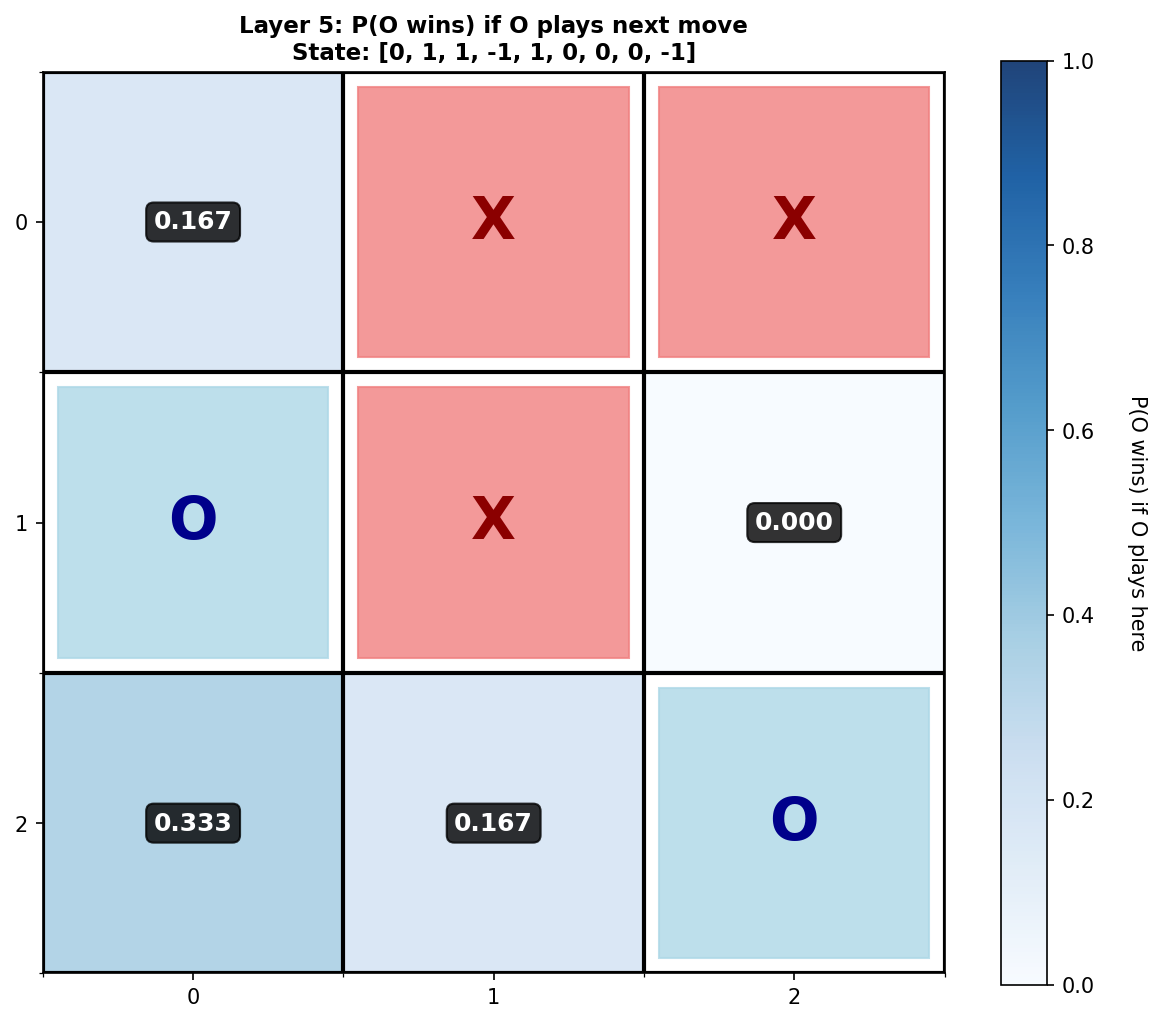 Layer 5: P(O wins) if O plays next move
State: [0, 1, 1, -1, 1, 0, 0, 0, -1]
0
0.167
X
X
1
O
X
0.000
2
0.333
0.167
O
0
1
2
1.0
0.8
0.6
0.4
0.2
0.0
P(O wins) if O plays here